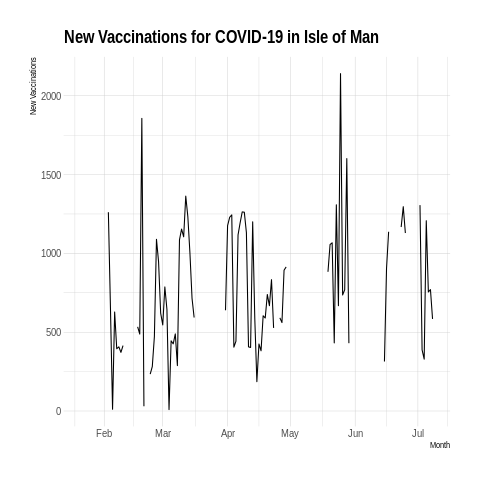 New Vaccinations for COVID-19 in Isle of Man
New Vaccinations
2000
1500
1000
500
0
Feb Mar Apr May Jun Jul
Month